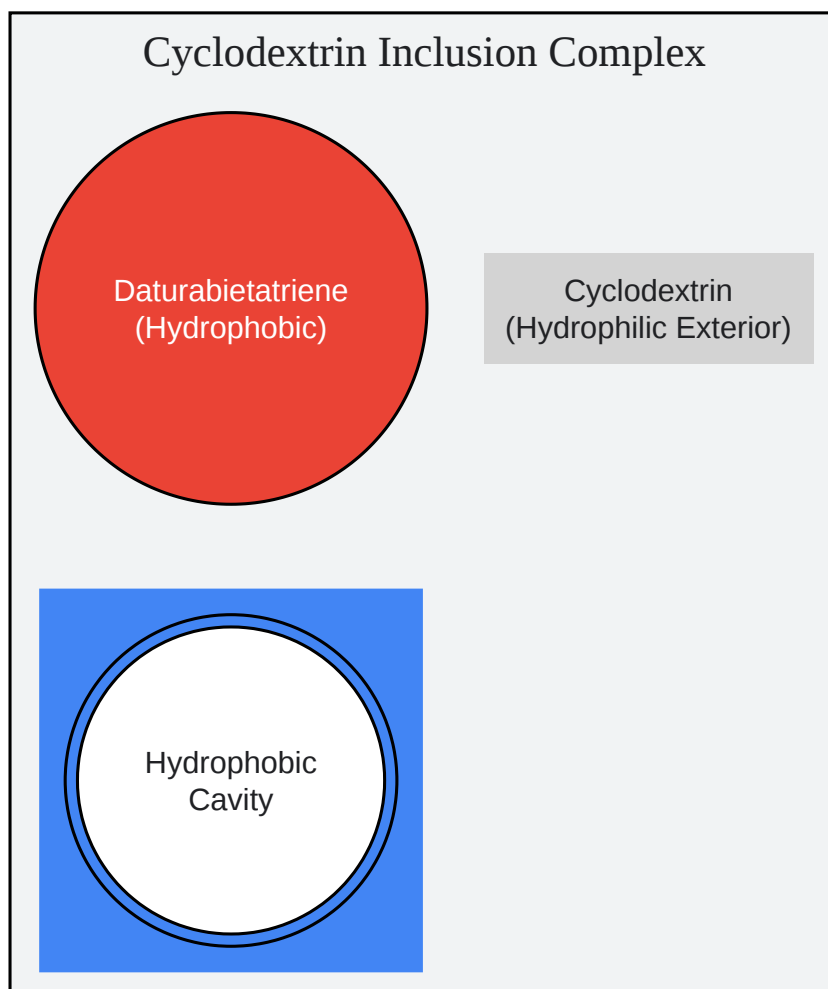 Cyclodextrin Inclusion Complex
Daturabietatriene
(Hydrophobic)
Cyclodextrin
(Hydrophilic Exterior)
Hydrophobic
Cavity